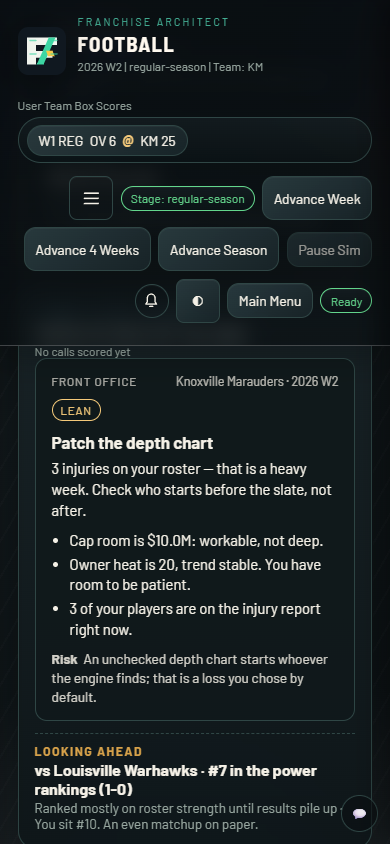 FRANCHISE ARCHITECT
FOOTBALL
2026 W2 | regular-season | Team: KM
User Team Box Scores
W1 REG OV 6 @ KM 25
Stage: regular-season
Advance Week
Advance 4 Weeks
Advance Season
Pause Sim
Main Menu
Ready
No calls scored yet
FRONT OFFICE
Knoxville Marauders · 2026 W2
LEAN
Patch the depth chart
3 injuries on your roster — that is a heavy
week. Check who starts before the slate, not
after.
• Cap room is $10.0M: workable, not deep.
• Owner heat is 20, trend stable. You have
room to be patient.
• 3 of your players are on the injury report
right now.
Risk An unchecked depth chart starts whoever
the engine finds; that is a loss you chose by
default.
LOOKING AHEAD
vs Louisville Warhawks · #7 in the power
rankings (1-0)
Ranked mostly on roster strength until results pile up ·
You sit #10. An even matchup on paper.